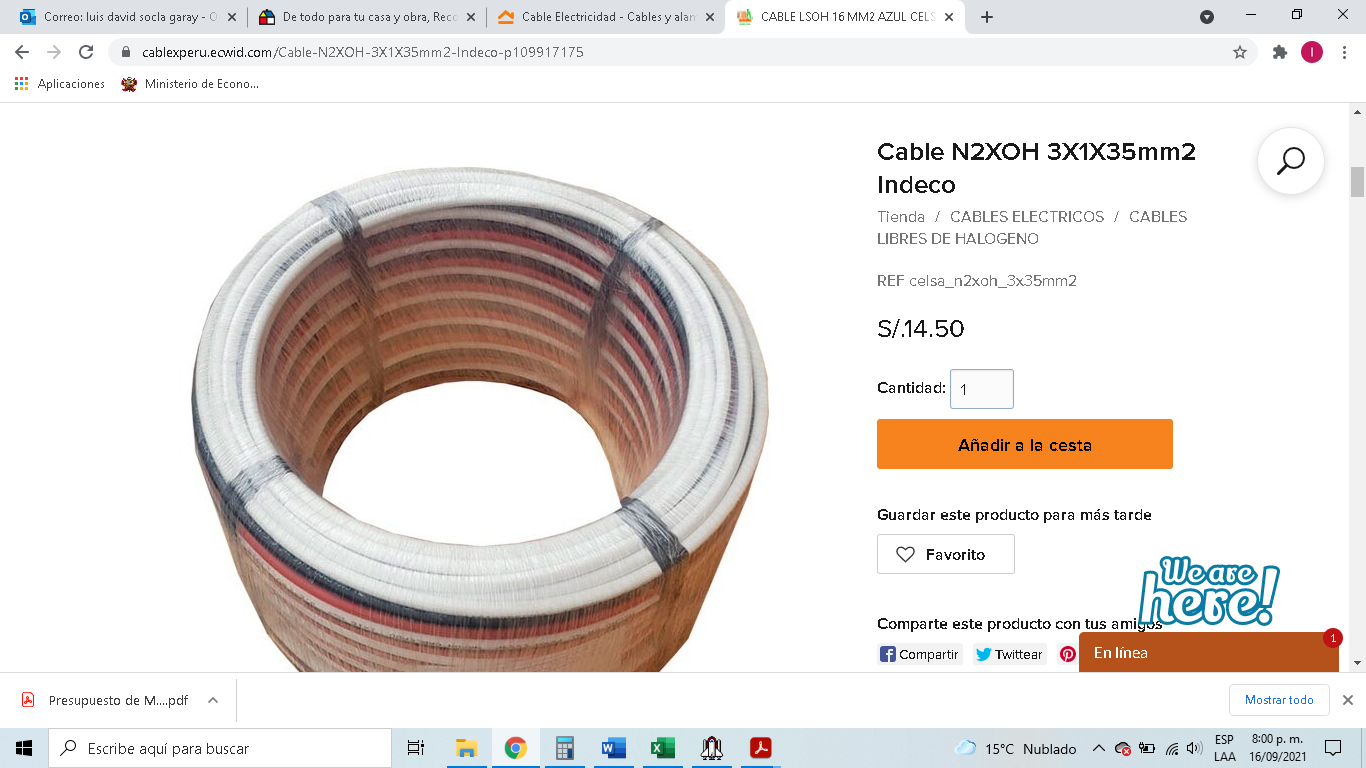 Correo: luis david socla garay - O
De todo para tu casa y obra, Rec
Cable Electricidad - Cables y alan
CABLE LSOH 16 MM2 AZUL CELS
cablexperu.ecwid.com/Cable-N2XOH-3X1X35mm2-Indeco-p109917175
I
Aplicaciones
Ministerio de Econo...
Cable N2XOH 3X1X35mm2
Indeco
Tienda / CABLES ELECTRICOS / CABLES
LIBRES DE HALOGENO
REF celsa_n2xoh_3x35mm2
S/.14.50
Cantidad: 1
Añadir a la cesta
Guardar este producto para más tarde
Favorito
We are
here!
Comparte este producto con tus amigos
Compartir
Twittear
En línea
1
Presupuesto de M....pdf
Mostrar todo
Escribe aquí para buscar
15°C Nublado
ESP
LAA
8:00 p. m.
16/09/2021